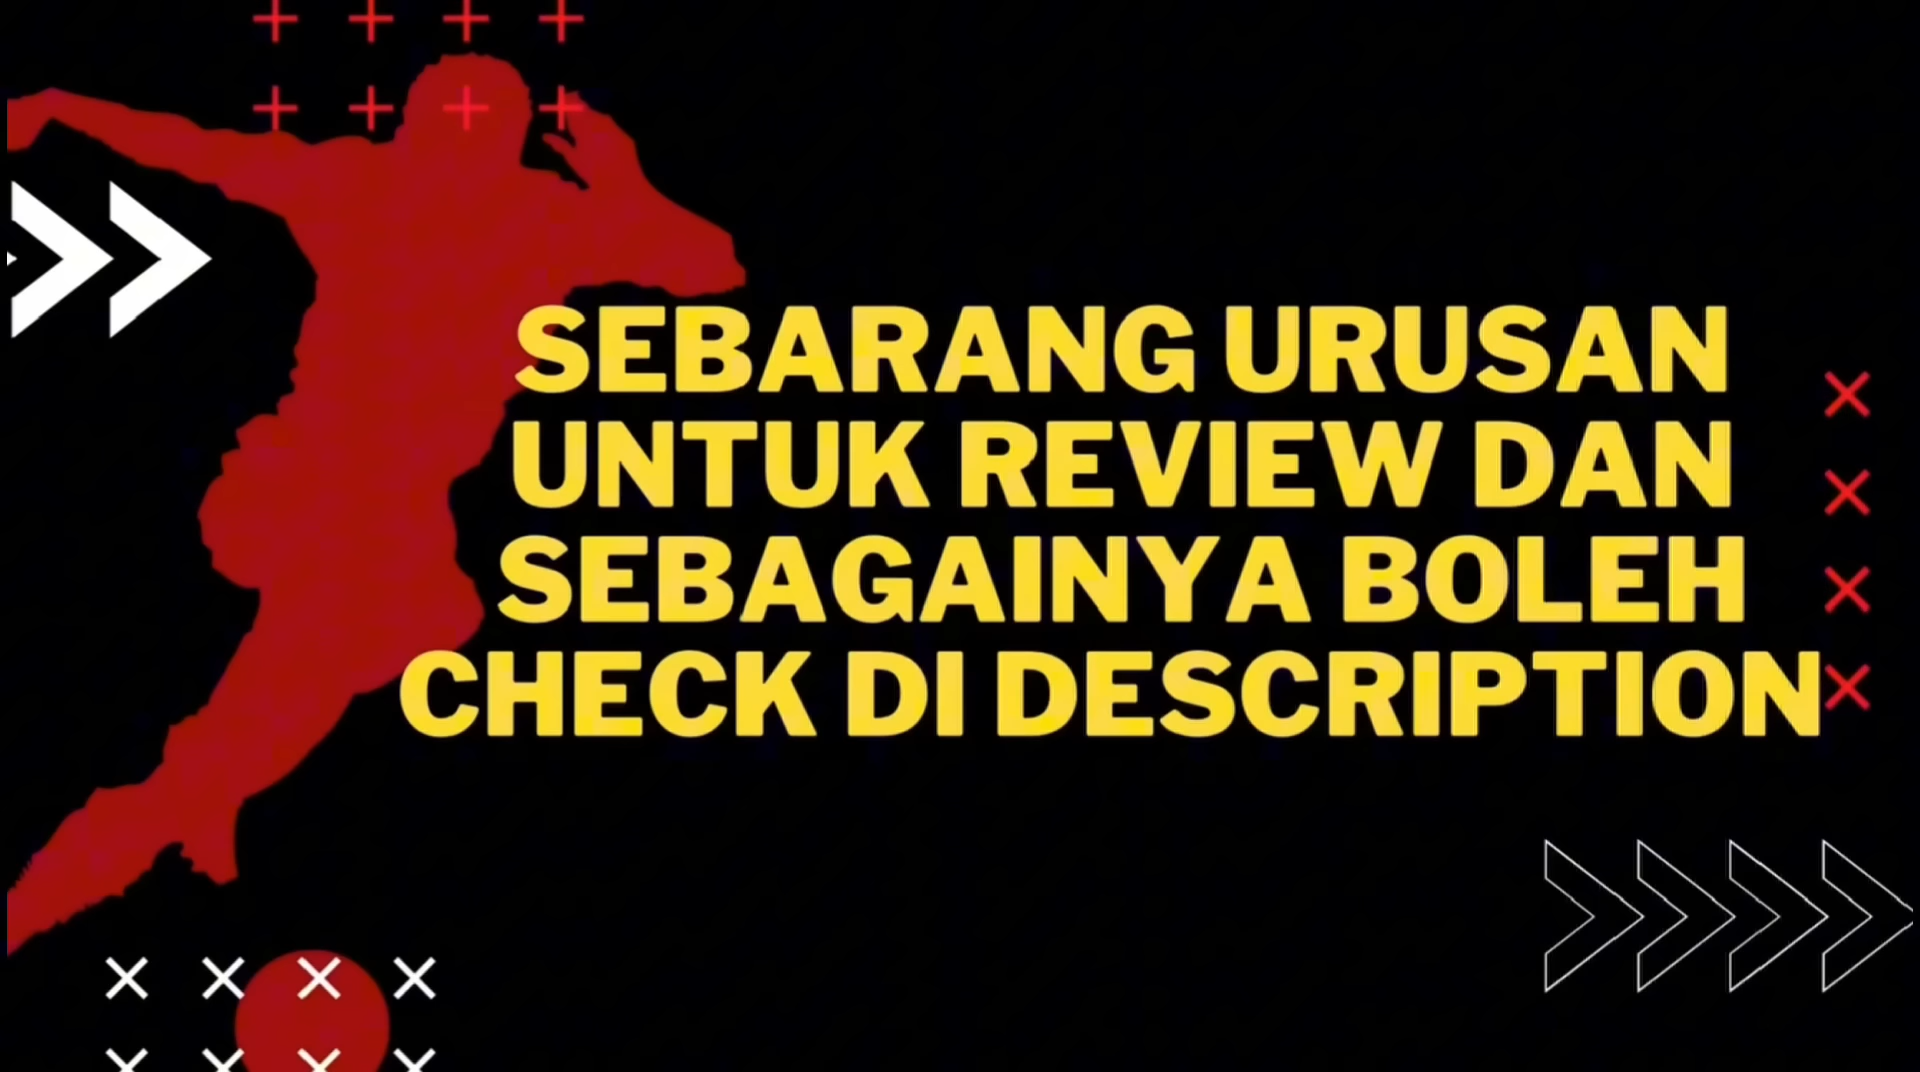 SEBARANG URUSAN
UNTUK REVIEW DAN
SEBAGAINYA BOLEH
CHECK DI DESCRIPTION